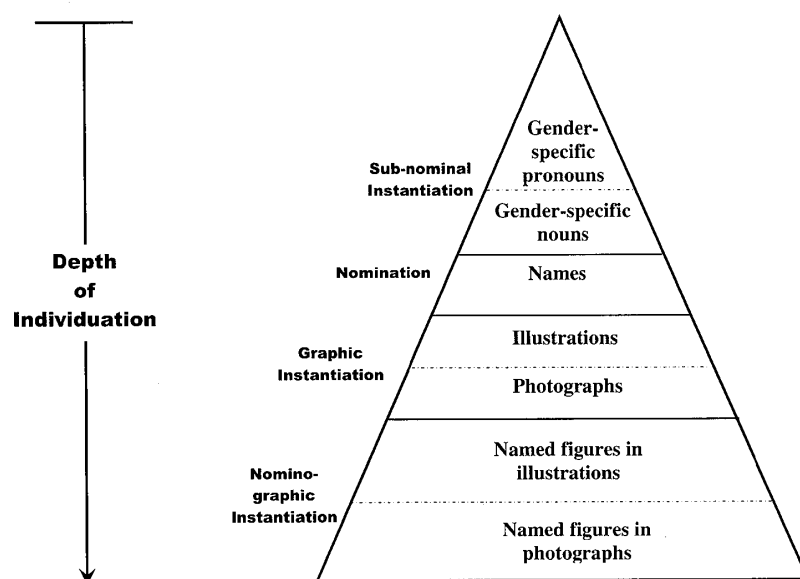 Gender-
specific
pronouns
Sub-nominal
Instantiation
Gender-specific
nouns
Depth
of
Individuation
Nomination
Names
Illustrations
Graphic
Instantiation
Photographs
Named figures in
illustrations
Nomino-
graphic
Instantiation
Named figures in
photographs